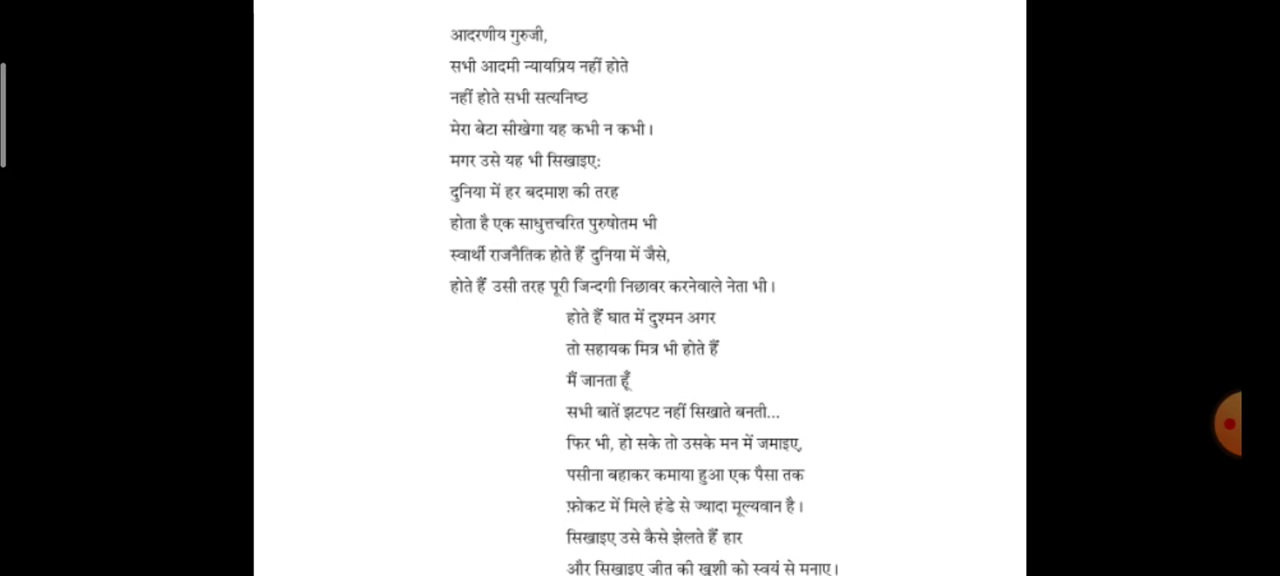 आदरणीय गुरुजी,
सभी आदमी न्यायप्रिय नहीं होते
नहीं होते सभी सत्यनिष्ठ
मेरा बेटा सीखेगा यह कभी न कभी।
मगर उसे यह भी सिखाइए:
दुनिया में हर बदमाश की तरह
होता है एक साधुत्तचरित पुरुषोतम भी
स्वार्थी राजनैतिक होते हैं दुनिया में जैसे,
होते हैं उसी तरह पूरी जिन्दगी निछावर करनेवाले नेता भी।
होते हैं घात में दुश्मन अगर
तो सहायक मित्र भी होते हैं
मैं जानता हूँ
सभी बातें झटपट नहीं सिखाते बनती...
फिर भी, हो सके तो उसके मन में जमाइए,
पसीना बहाकर कमाया हुआ एक पैसा तक
फ़ोकट में मिले हंडे से ज्यादा मूल्यवान है।
सिखाइए उसे कैसे झेलते हैं हार
और सिखाइए जीत की खुशी को स्वयं से मनाए।